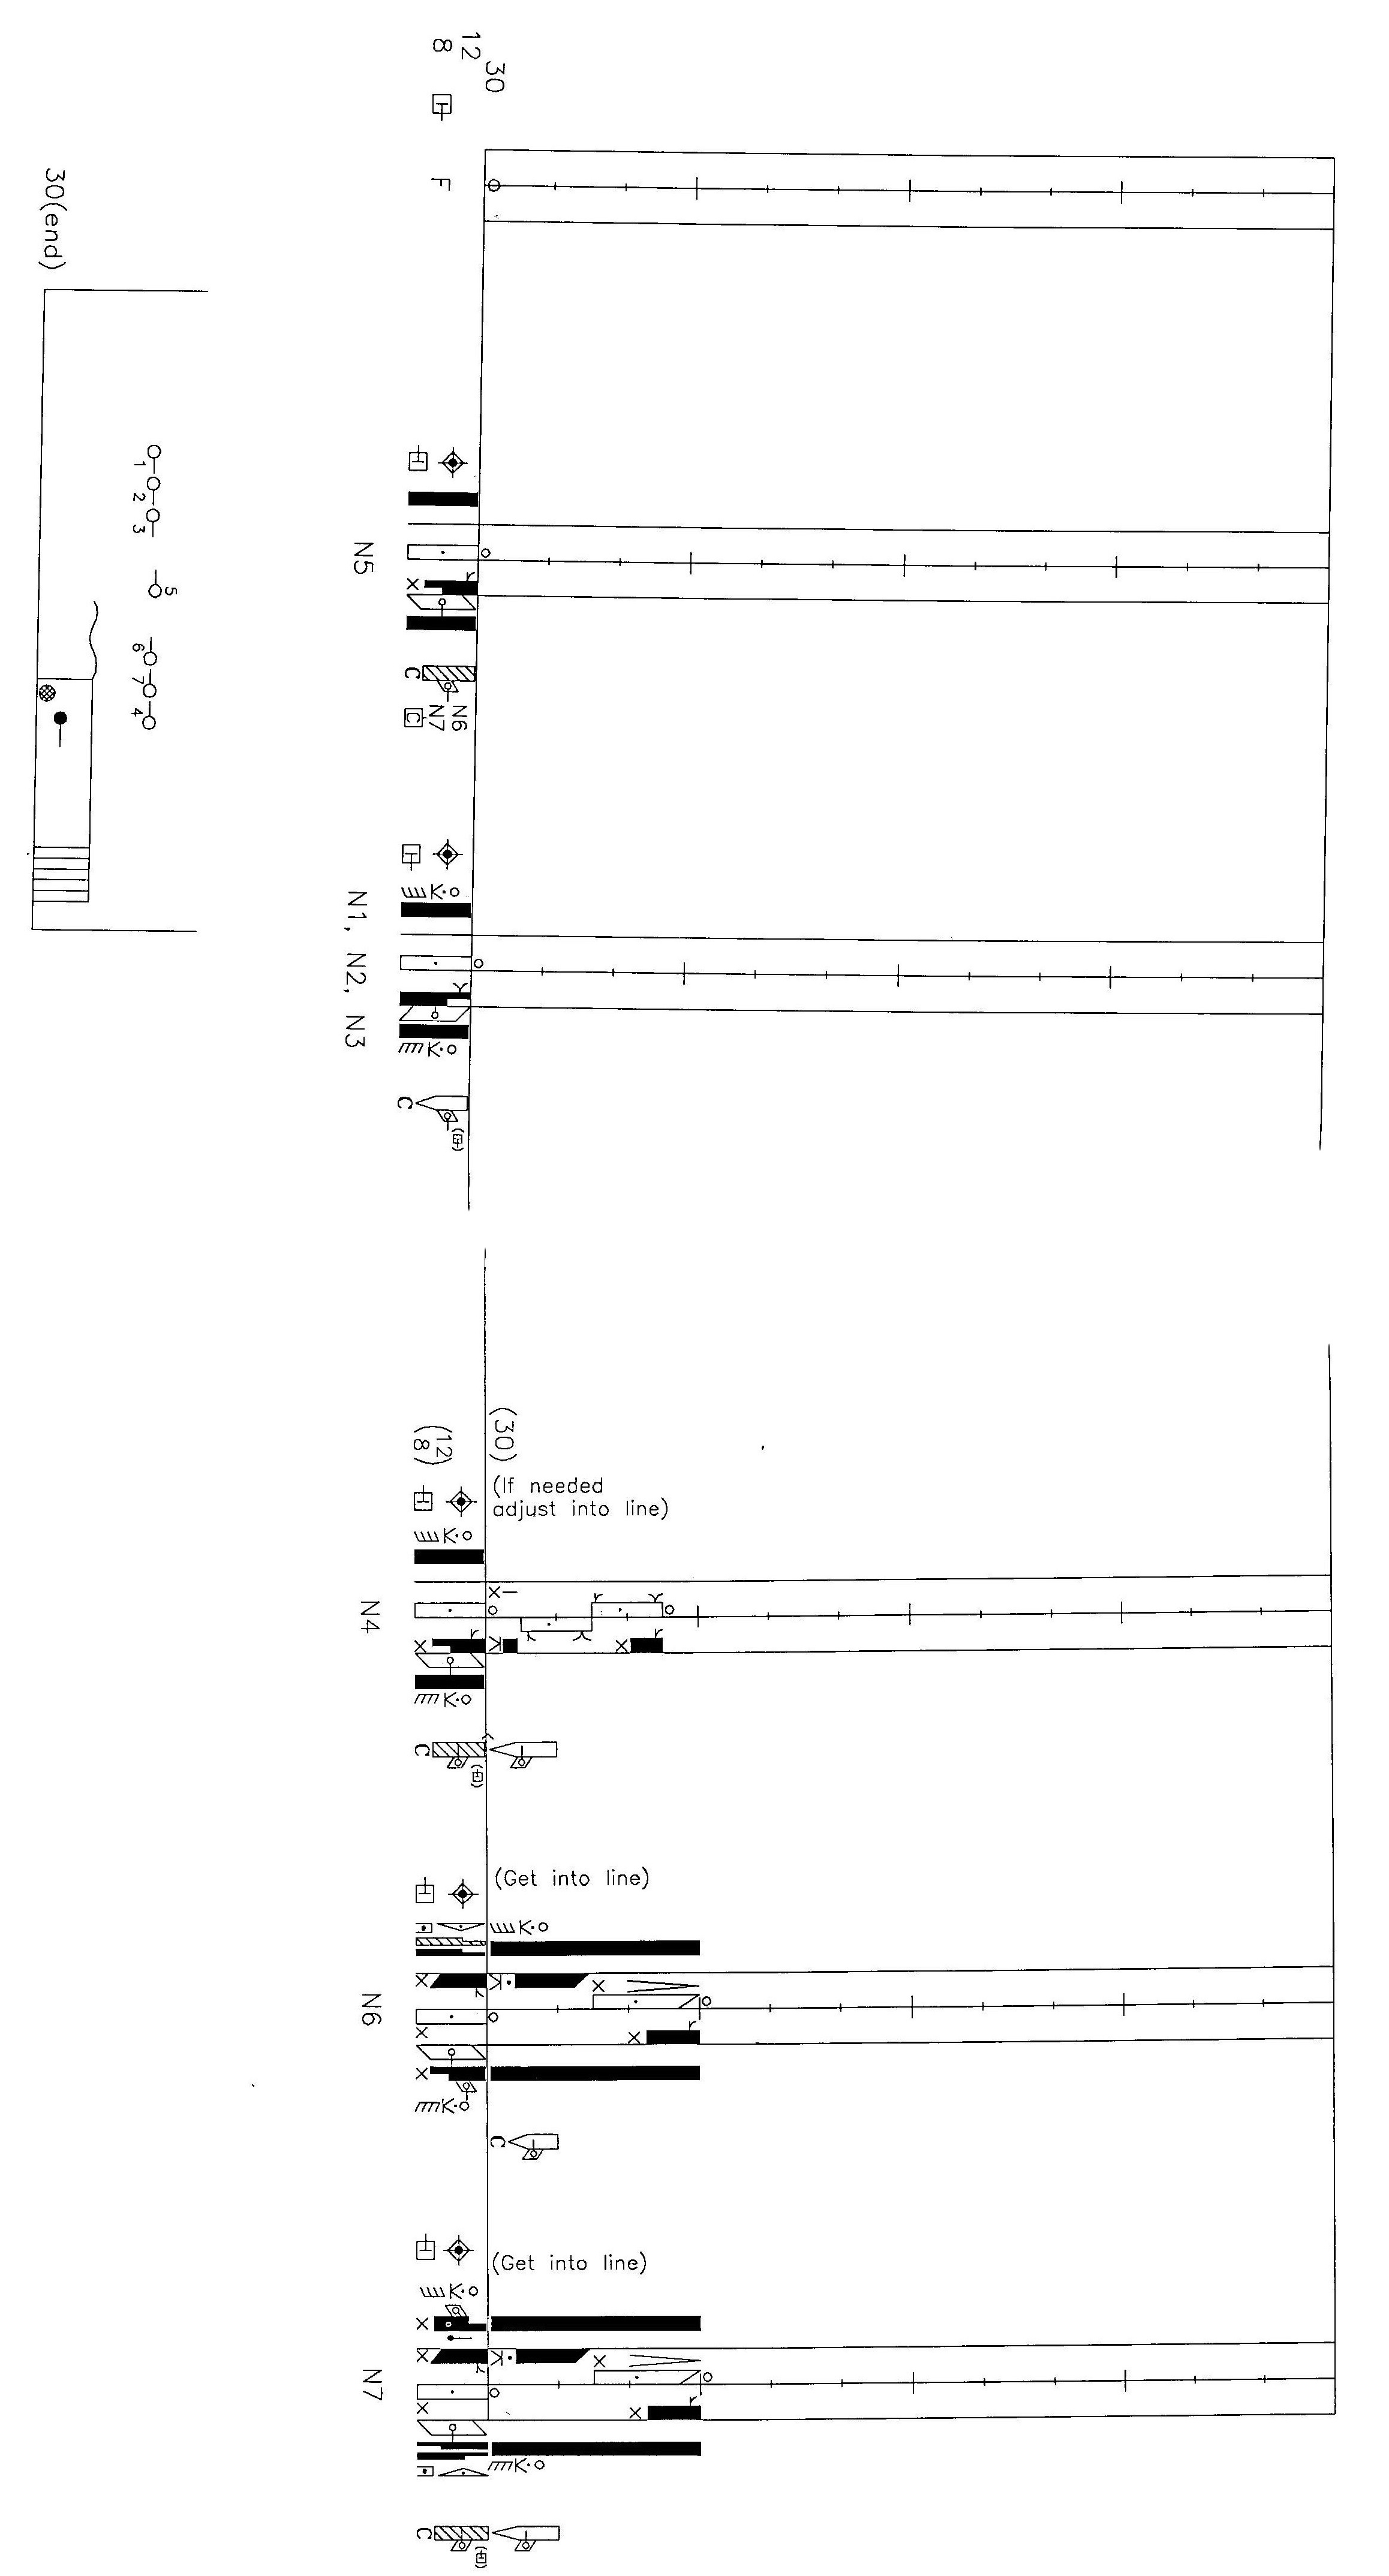 30
12
8
F
30(end)
1
2
3
5
6
7
4
N5
x
C
N6
N7
C
N1, N2, N3
C
(30)
(12)
(8)
(If needed
adjust into line)
N4
x
x
x
C
(Get into line)
N6
x
x
x
x
x
C
(Get into line)
N7
x
x
x
x
x
C